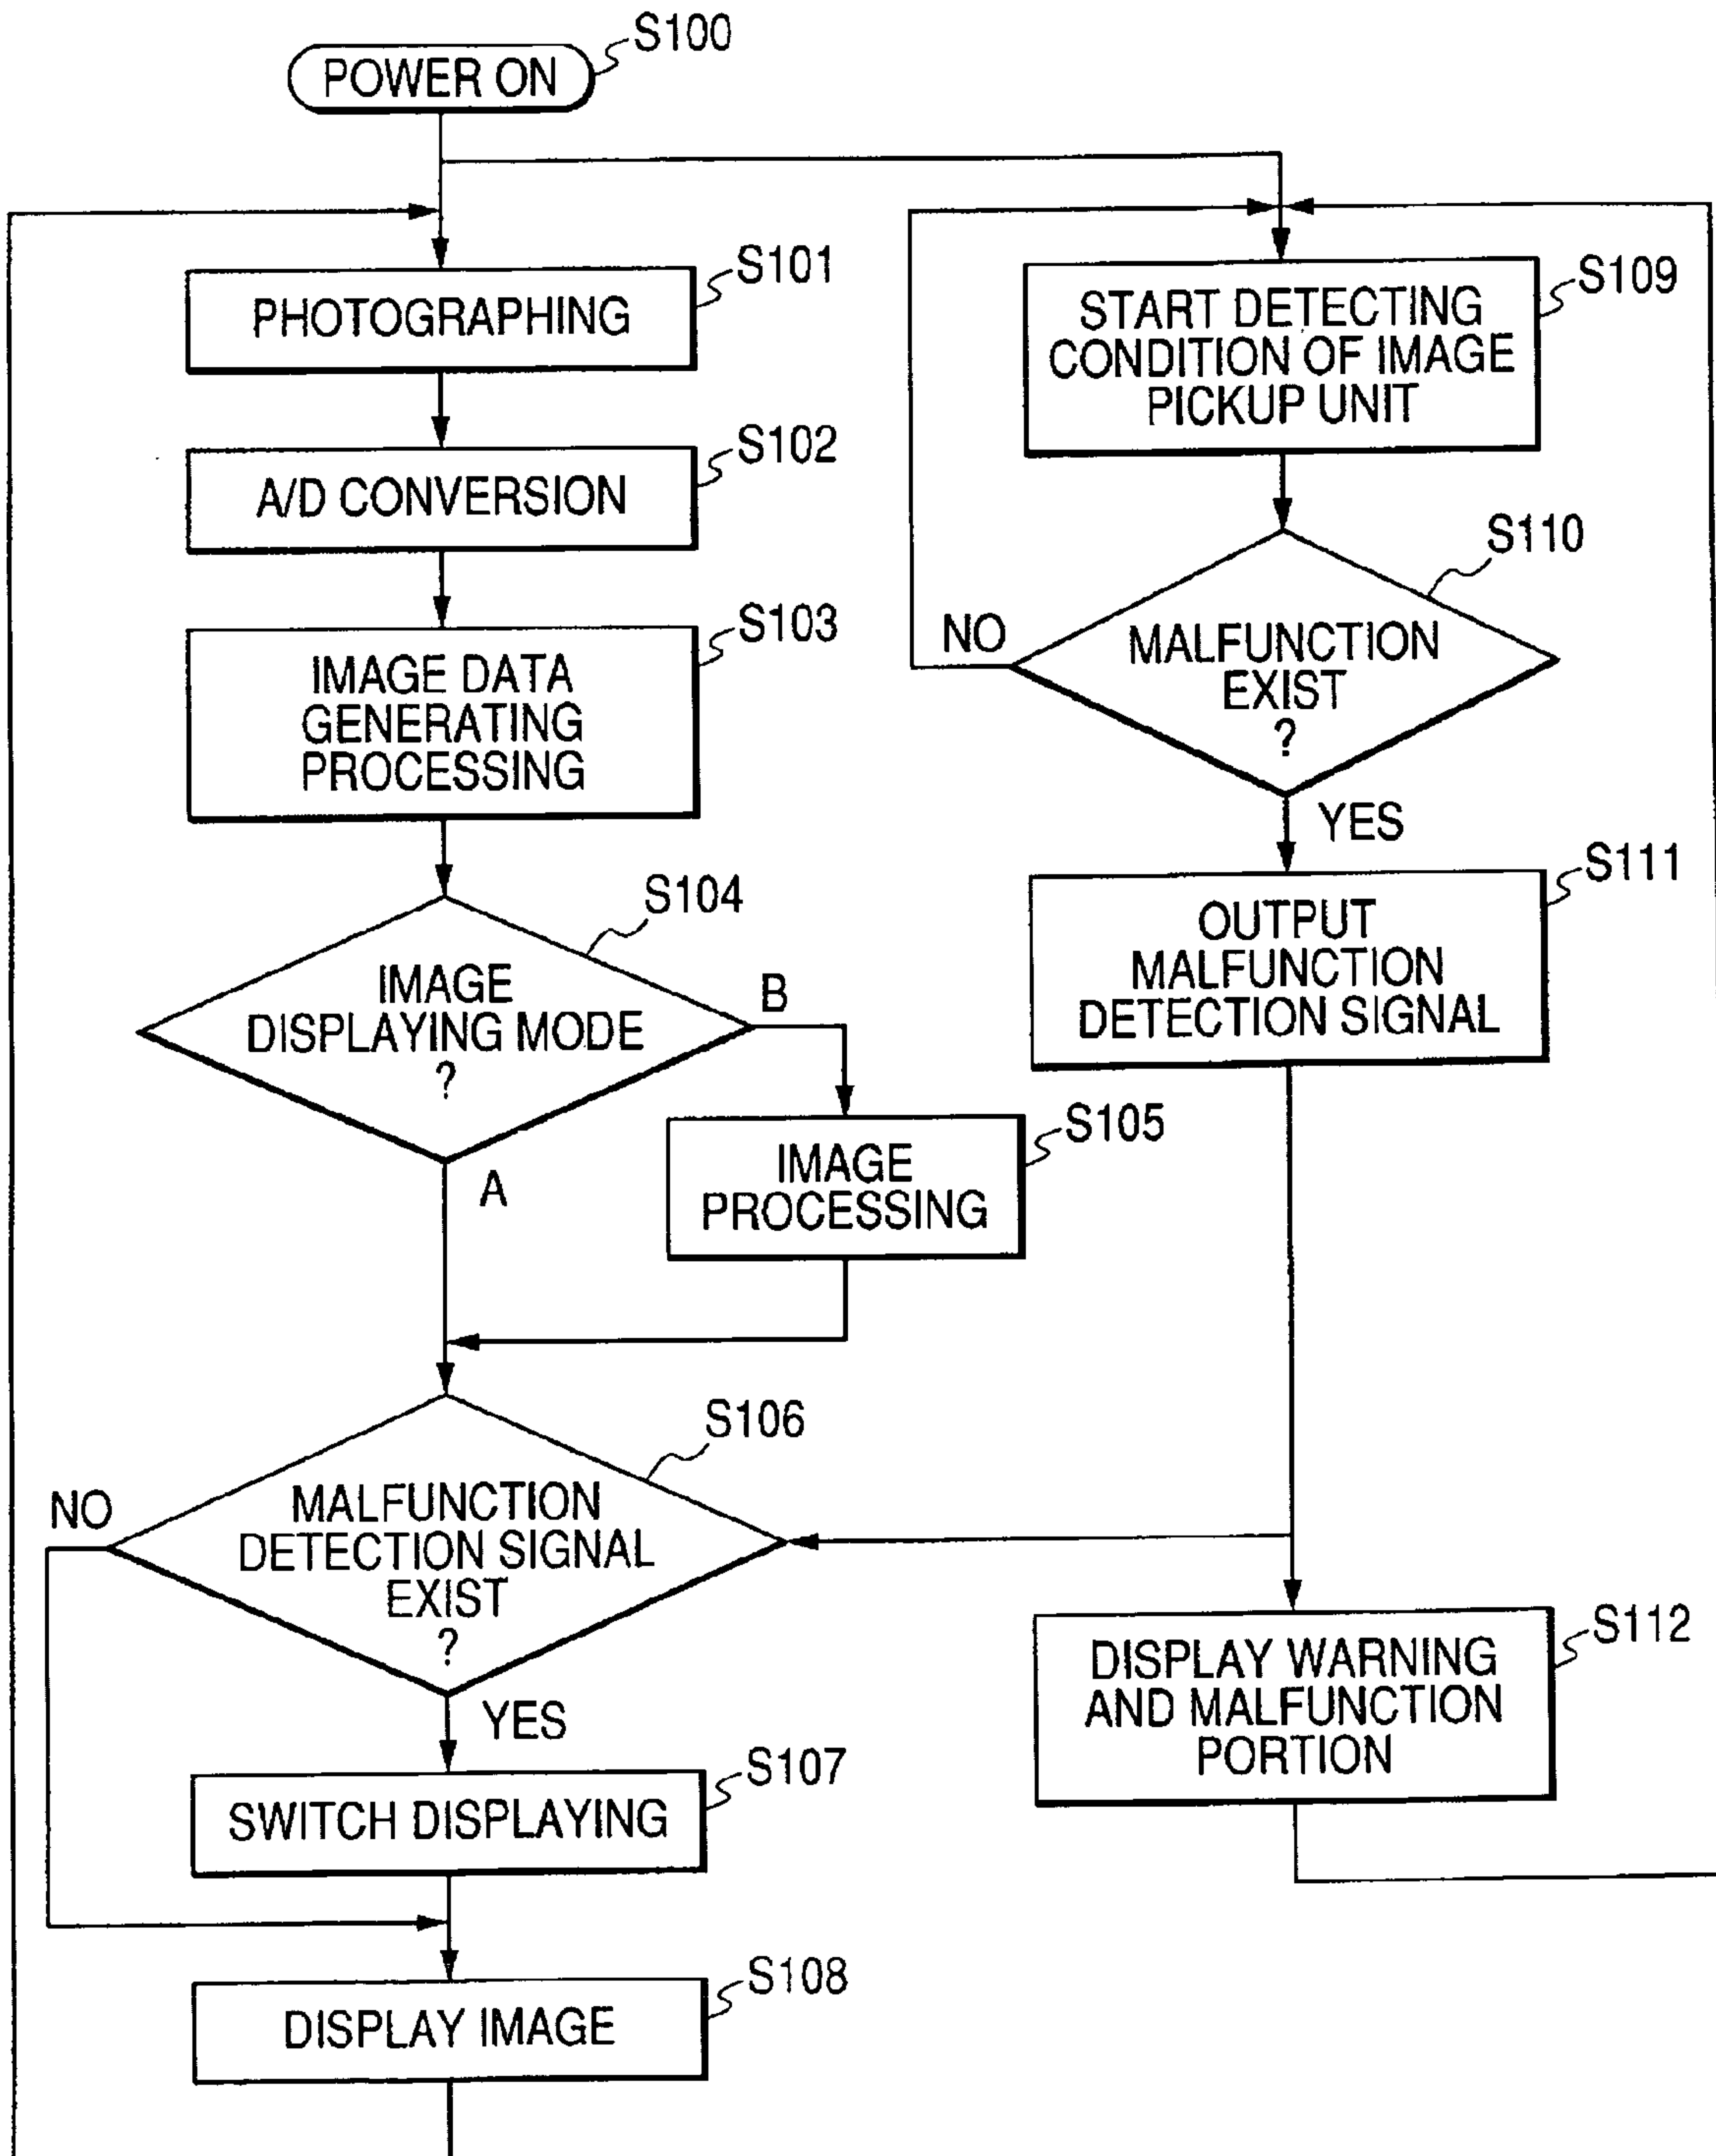 S100
POWER ON
S101
PHOTOGRAPHING
S102
A/D CONVERSION
S103
IMAGE DATA
GENERATING
PROCESSING
S104
IMAGE
DISPLAYING MODE
?
B
A
S105
IMAGE
PROCESSING
S106
MALFUNCTION
DETECTION SIGNAL
EXIST
?
NO
YES
S107
SWITCH DISPLAYING
S108
DISPLAY IMAGE
S109
START DETECTING
CONDITION OF IMAGE
PICKUP UNIT
S110
MALFUNCTION
EXIST
?
NO
YES
S111
OUTPUT
MALFUNCTION
DETECTION SIGNAL
S112
DISPLAY WARNING
AND MALFUNCTION
PORTION